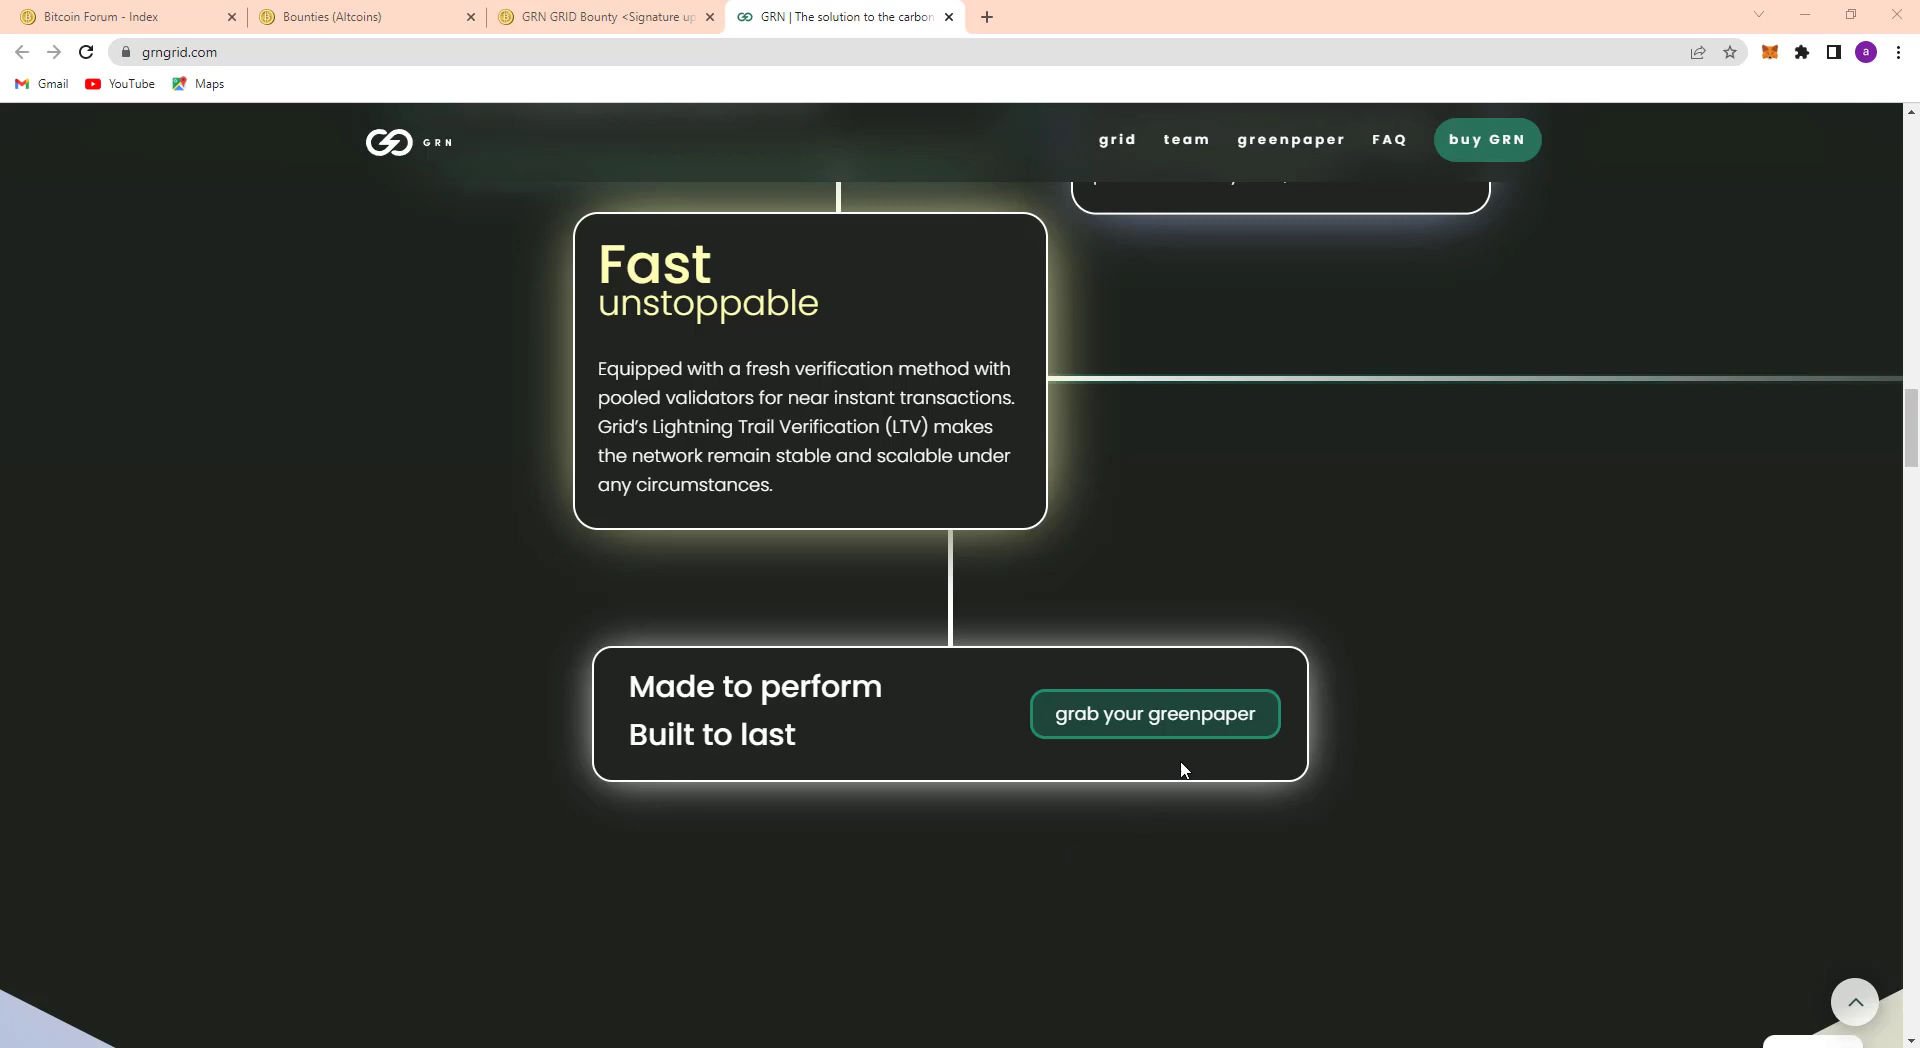 Bitcoin Forum - Index
Bounties (Altcoins)
GRN GRID Bounty <Signature up
GRN | The solution to the carbon
grngrid.com
a
Gmail
YouTube
Maps
GRN
grid
team
greenpaper
FAQ
buy GRN
Fast
unstoppable
Equipped with a fresh verification method with
pooled validators for near instant transactions.
Grid's Lightning Trail Verification (LTV) makes
the network remain stable and scalable under
any circumstances.
Made to perform
Built to last
grab your greenpaper